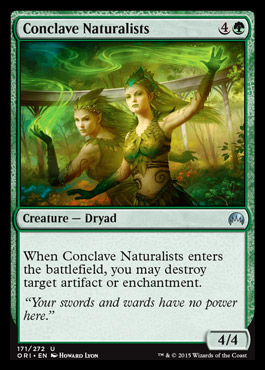 Conclave Naturalists 4
Creature — Dryad
When Conclave Naturalists enters
the battlefield, you may destroy
target artifact or enchantment.
“Your swords and wards have no power
here.”
4/4
171/272 U
ORI • EN Howard Lyon
™ & © 2015 Wizards of the Coast